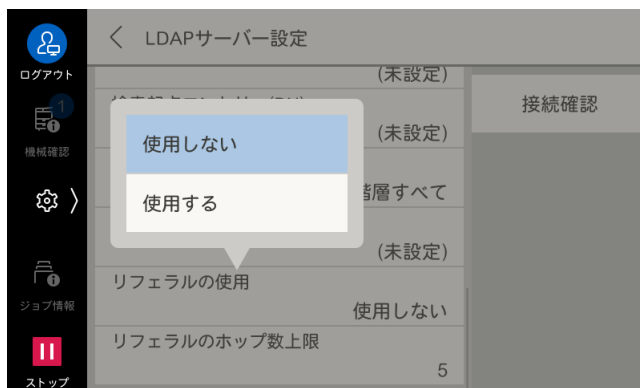 ログアウト
1
機械確認
ジョブ情報
ストップ
LDAPサーバー設定
(未設定)
(未設定)
階層すべて
(未設定)
リフェラルの使用
使用しない
リフェラルのホップ数上限
5
使用しない
使用する
接続確認